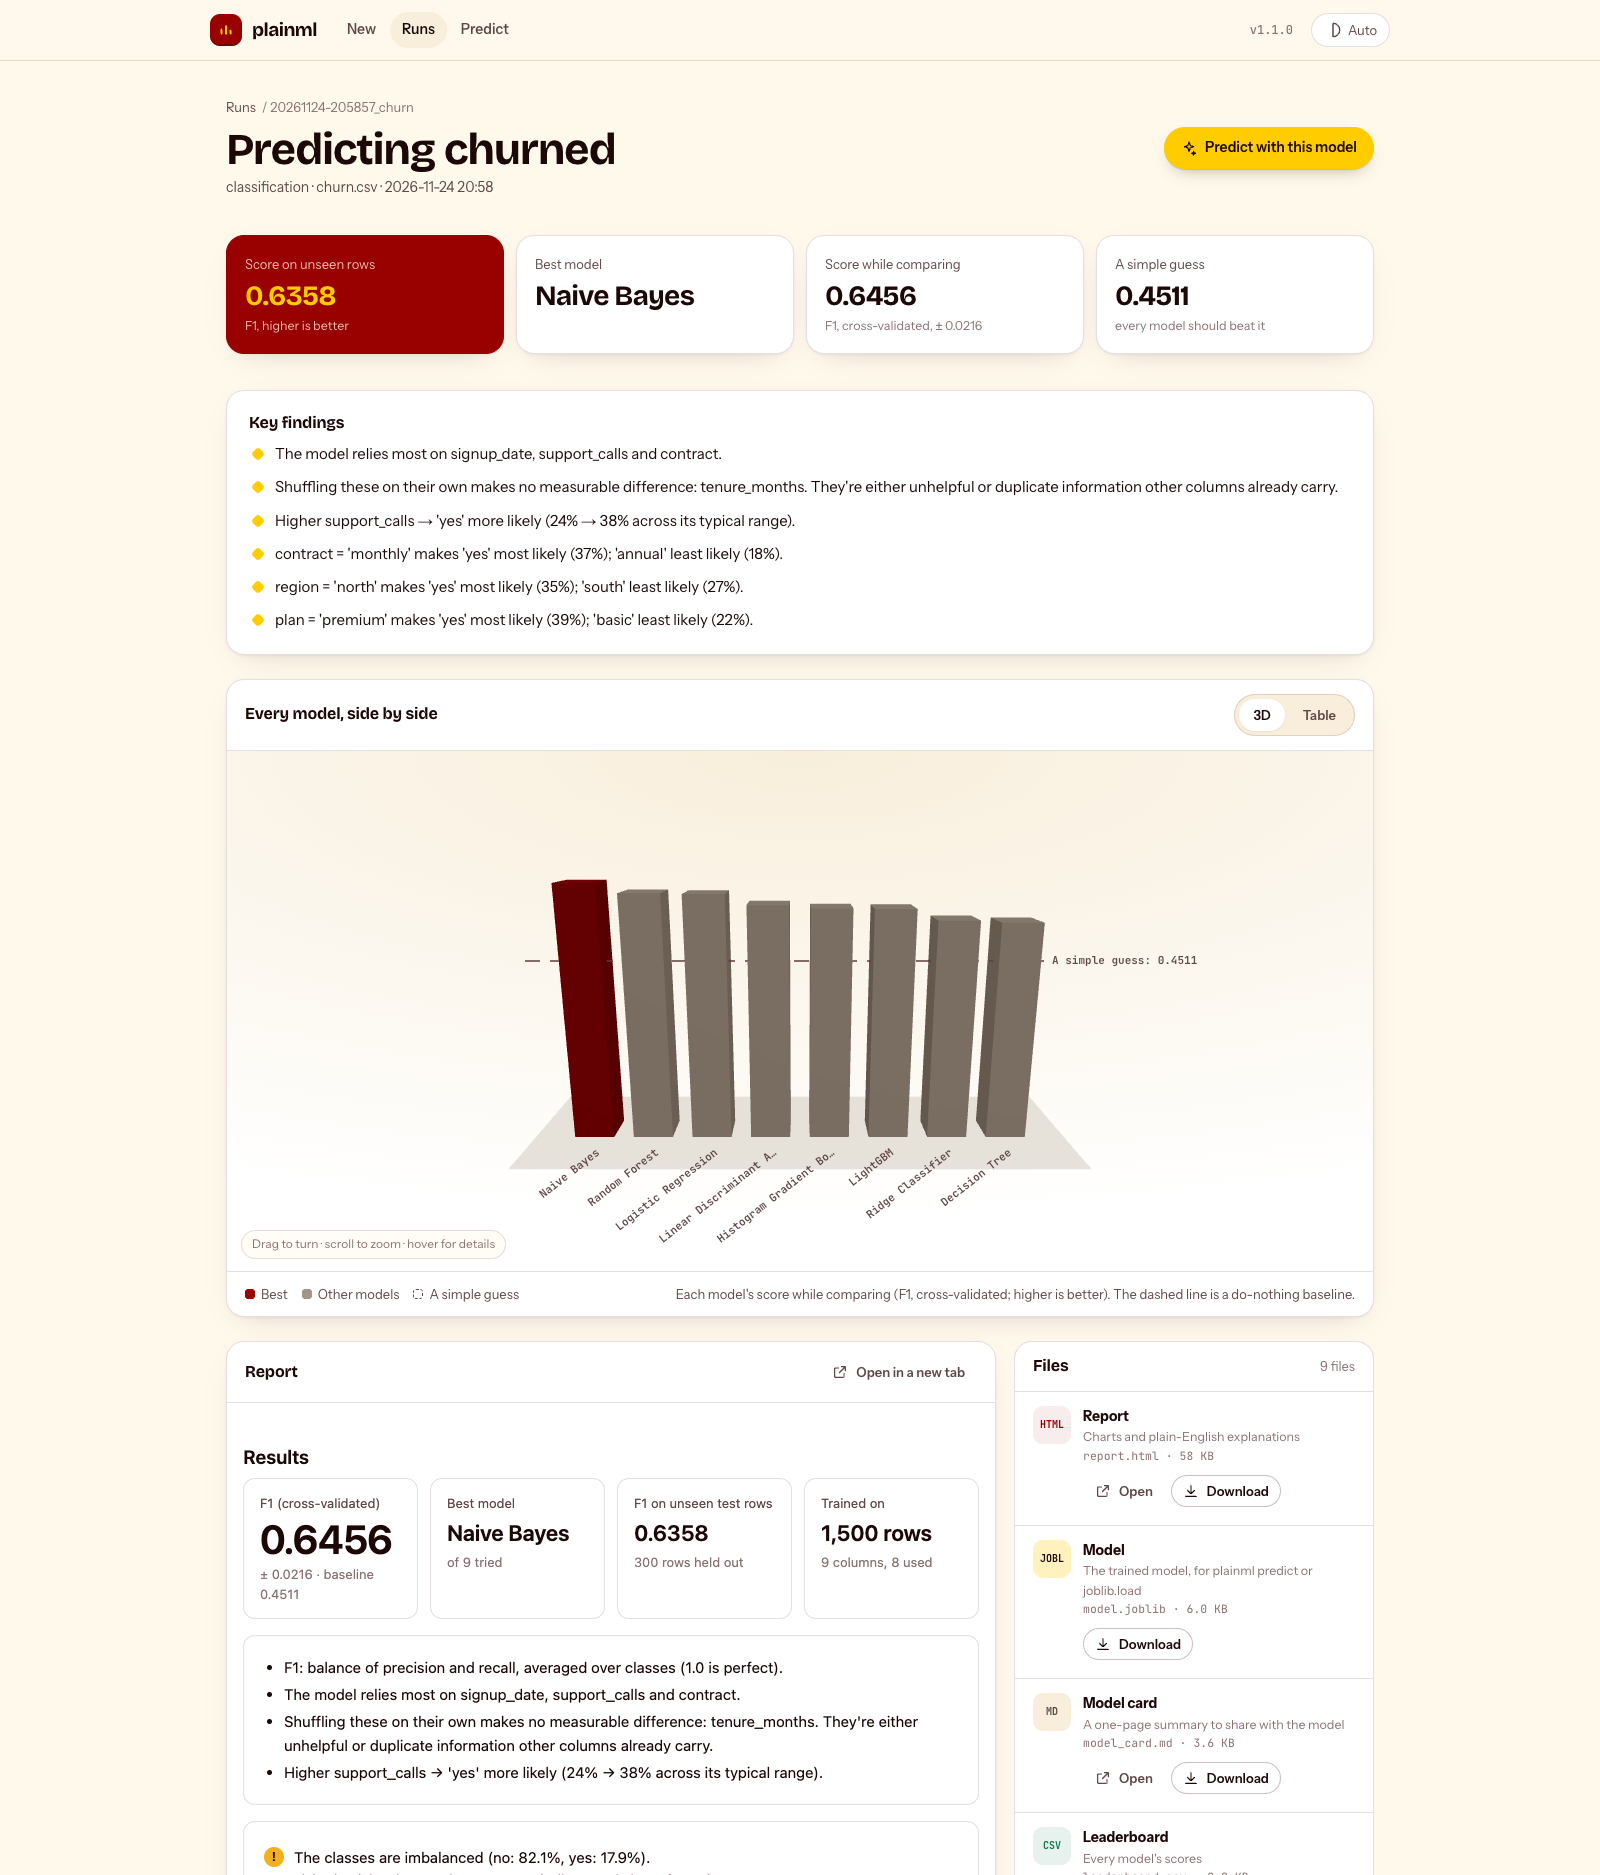 plainml
New
Runs
Predict
v1.1.0
Auto
Runs / 20261124-205857_churn
Predicting churned
classification · churn.csv · 2026-11-24 20:58
Predict with this model
Score on unseen rows
0.6358
F1, higher is better
Best model
Naive Bayes
Score while comparing
0.6456
F1, cross-validated, ± 0.0216
A simple guess
0.4511
every model should beat it
Key findings
The model relies most on signup_date, support_calls and contract.
Shuffling these on their own makes no measurable difference: tenure_months. They're either unhelpful or duplicate information other columns already carry.
Higher support_calls → 'yes' more likely (24% → 38% across its typical range).
contract = 'monthly' makes 'yes' most likely (37%); 'annual' least likely (18%).
region = 'north' makes 'yes' most likely (35%); 'south' least likely (27%).
plan = 'premium' makes 'yes' most likely (39%); 'basic' least likely (22%).
Every model, side by side
3D
Table
A simple guess: 0.4511
Naive Bayes
Random Forest
Logistic Regression
Linear Discriminant A…
Histogram Gradient Bo…
LightGBM
Ridge Classifier
Decision Tree
Drag to turn · scroll to zoom · hover for details
Best
Other models
A simple guess
Each model's score while comparing (F1, cross-validated; higher is better). The dashed line is a do-nothing baseline.
Report
Open in a new tab
Results
F1 (cross-validated)
0.6456
± 0.0216 · baseline
0.4511
Best model
Naive Bayes
of 9 tried
F1 on unseen test rows
0.6358
300 rows held out
Trained on
1,500 rows
9 columns, 8 used
F1: balance of precision and recall, averaged over classes (1.0 is perfect).
The model relies most on signup_date, support_calls and contract.
Shuffling these on their own makes no measurable difference: tenure_months. They're either
unhelpful or duplicate information other columns already carry.
Higher support_calls → 'yes' more likely (24% → 38% across its typical range).
! The classes are imbalanced (no: 82.1%, yes: 17.9%).
Files
9 files
HTML
Report
Charts and plain-English explanations
report.html · 58 KB
Open
Download
JOBL
Model
The trained model, for plainml predict or
joblib.load
model.joblib · 6.0 KB
Download
MD
Model card
A one-page summary to share with the model
model_card.md · 3.6 KB
Open
Download
CSV
Leaderboard
Every model's scores